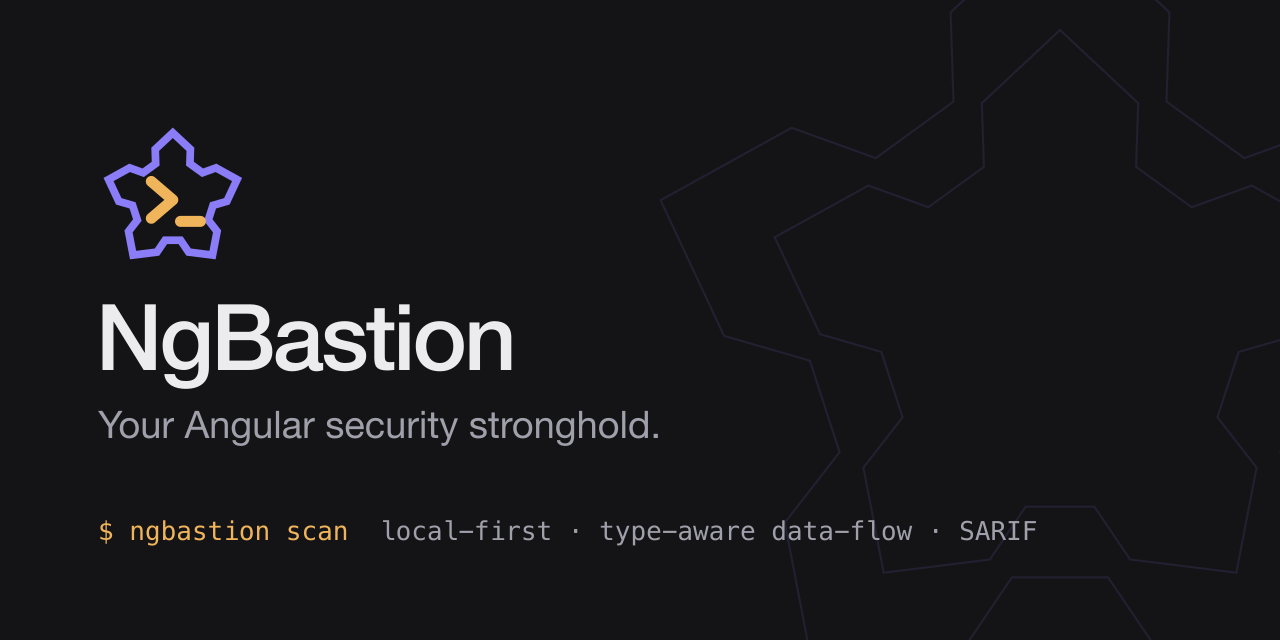 NgBastion
Your Angular security stronghold.
$ ngbastion scan  local–first · type–aware data–flow · SARIF